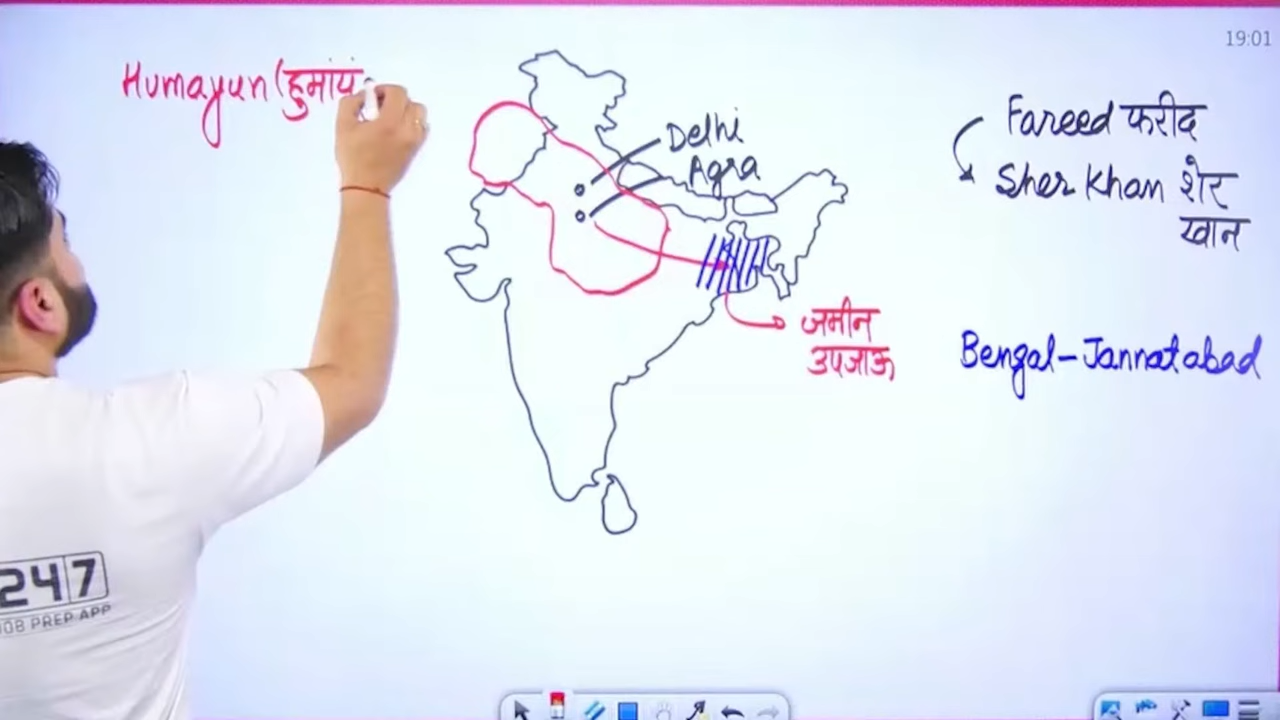 19:01
Humayun (हुमायं
Delhi
Agra
Fareed फरीद
Sher Khan शेर
खान
जमीन
उपजाऊ
Bengal - Jannatabad
247
JOB PREP APP